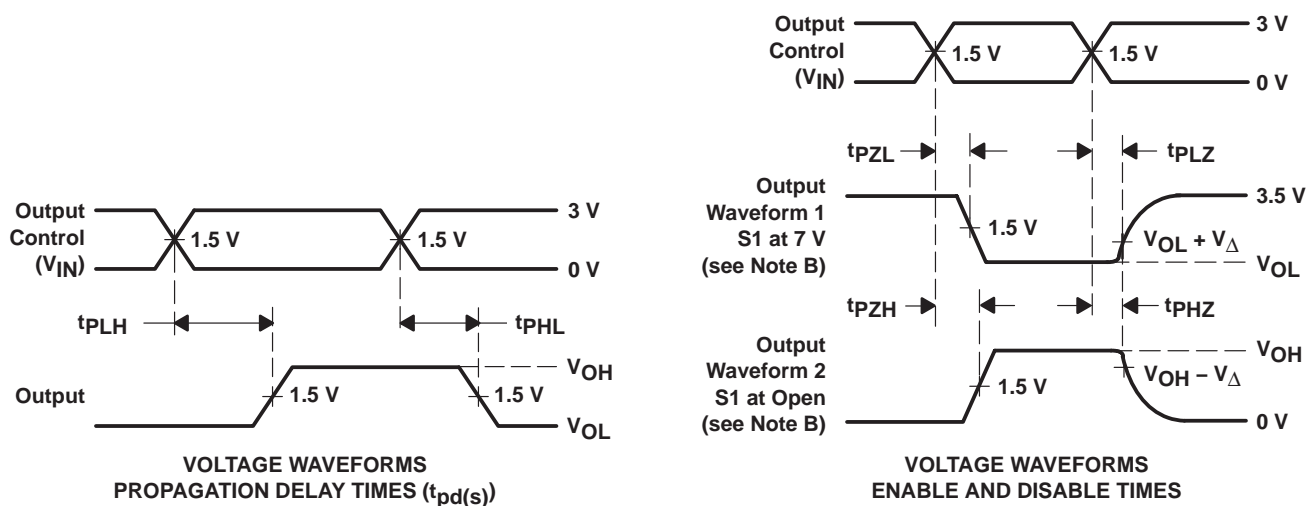 Output
Control
(VIN)
3 V
1.5 V
1.5 V
0 V
tPLH
tPHL
Output
VOH
1.5 V
1.5 V
VOL
VOLTAGE WAVEFORMS
PROPAGATION DELAY TIMES (tpd(s))
Output
Control
(VIN)
3 V
1.5 V
1.5 V
0 V
tPZL
tPLZ
Output
Waveform 1
S1 at 7 V
(see Note B)
3.5 V
1.5 V
VOL + VΔ
VOL
tPZH
tPHZ
Output
Waveform 2
S1 at Open
(see Note B)
VOH
1.5 V
VOH – VΔ
0 V
VOLTAGE WAVEFORMS
ENABLE AND DISABLE TIMES